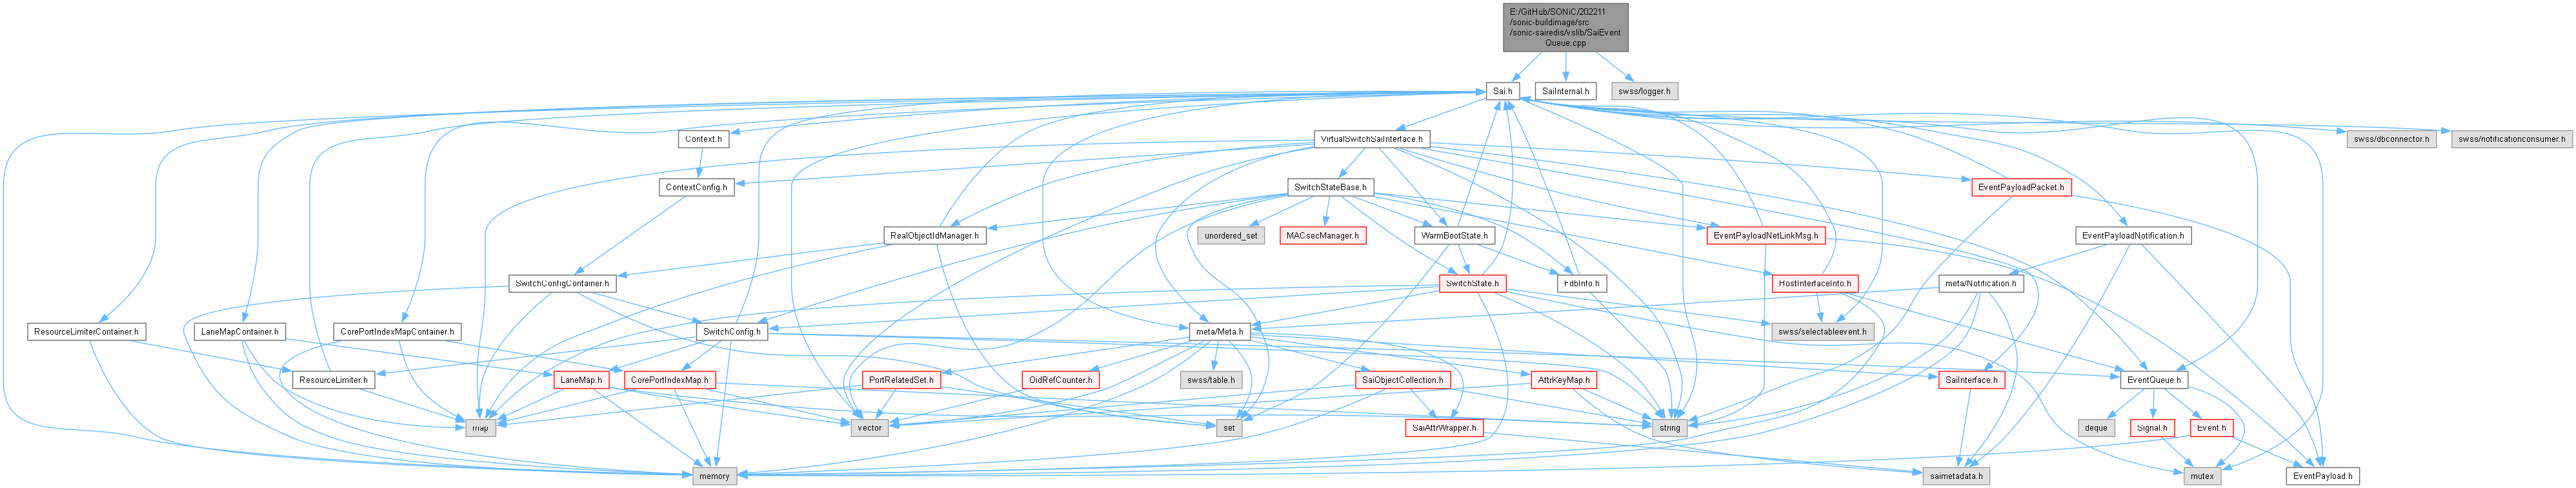 E:/GitHub/SONiC/202211
/sonic-buildimage/src
/sonic-sairedis/vslib/SaiEvent
Queue.cpp
Sai.h
SaiInternal.h
swss/logger.h
Context.h
VirtualSwitchSaiInterface.h
swss/dbconnector.h
swss/notificationconsumer.h
ContextConfig.h
SwitchStateBase.h
EventPayloadPacket.h
RealObjectIdManager.h
unordered_set
MACsecManager.h
WarmBootState.h
EventPayloadNetLinkMsg.h
EventPayloadNotification.h
SwitchConfigContainer.h
SwitchState.h
FdbInfo.h
HostInterfaceInfo.h
meta/Notification.h
ResourceLimiterContainer.h
LaneMapContainer.h
CorePortIndexMapContainer.h
SwitchConfig.h
meta/Meta.h
swss/selectableevent.h
ResourceLimiter.h
LaneMap.h
CorePortIndexMap.h
PortRelatedSet.h
OidRefCounter.h
swss/table.h
SaiObjectCollection.h
AttrKeyMap.h
SaiInterface.h
EventQueue.h
map
vector
set
SaiAttrWrapper.h
string
deque
Signal.h
Event.h
memory
saimetadata.h
mutex
EventPayload.h